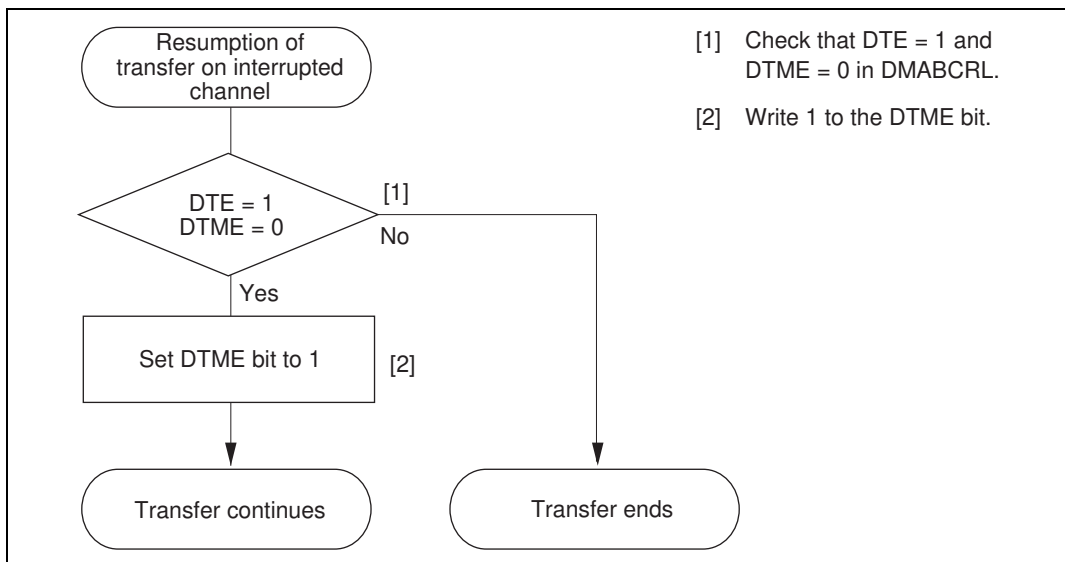 Resumption of
transfer on interrupted
channel
[1] Check that DTE = 1 and
DTME = 0 in DMABCRL.
[2] Write 1 to the DTME bit.
DTE = 1
DTME = 0
[1]
No
Yes
Set DTME bit to 1
[2]
Transfer continues
Transfer ends